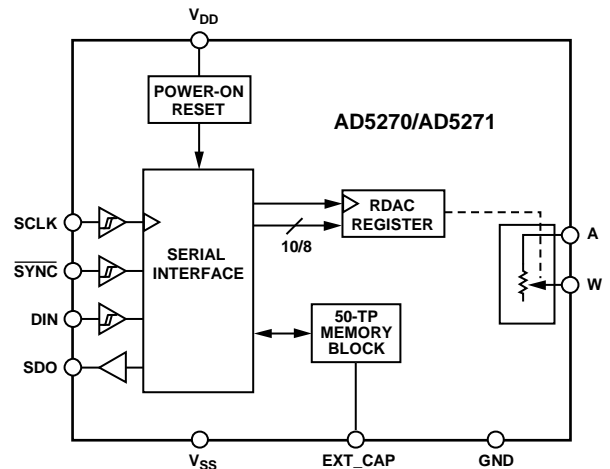 VDD
POWER-ON
RESET
AD5270/AD5271
SCLK
SYNC
DIN
SDO
SERIAL
INTERFACE
10/8
RDAC
REGISTER
A
W
50-TP
MEMORY
BLOCK
VSS
EXT_CAP
GND